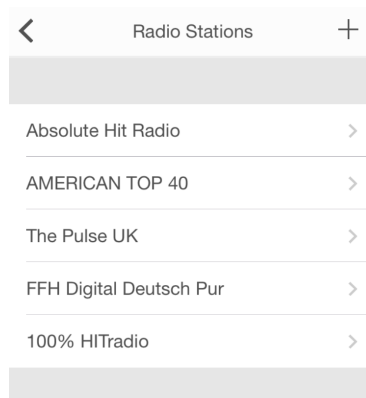 Radio Stations
Absolute Hit Radio
AMERICAN TOP 40
The Pulse UK
FFH Digital Deutsch Pur
100% HITradio